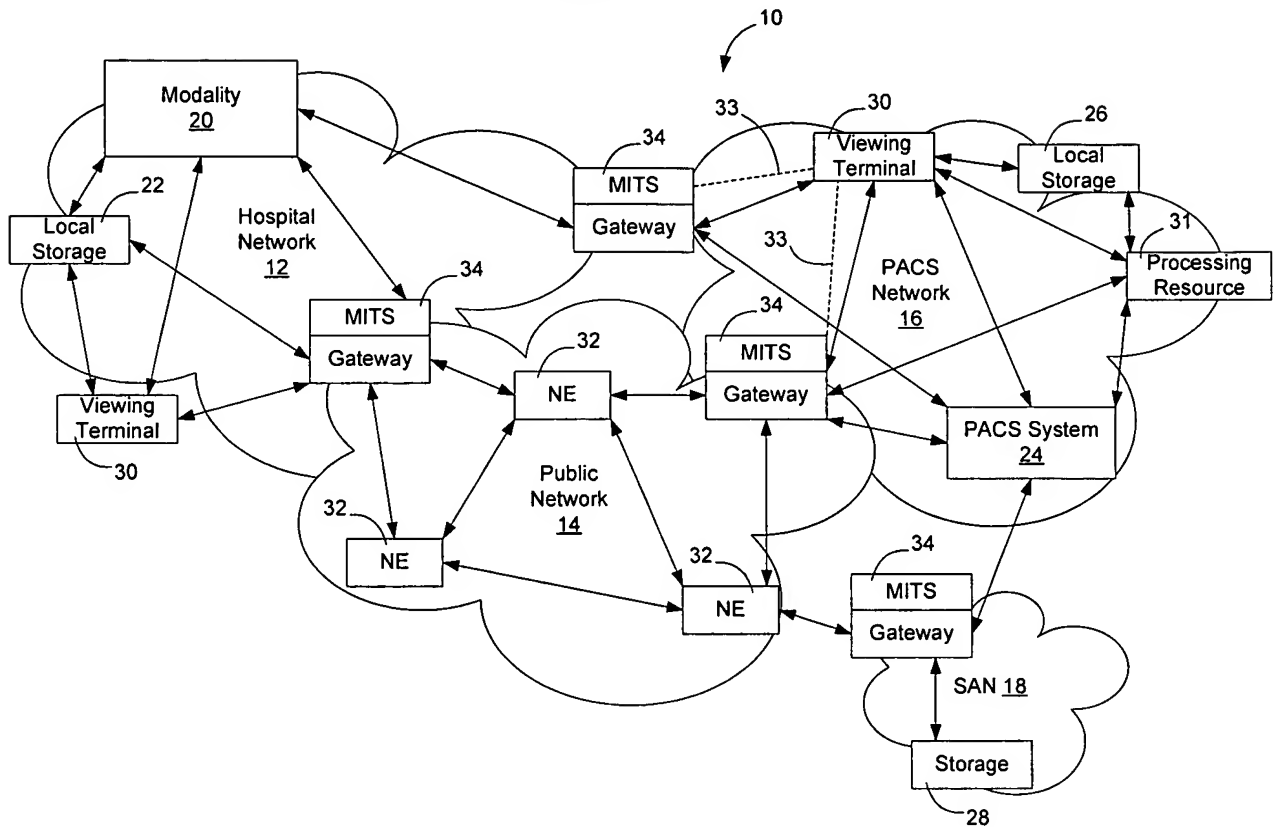 10
Modality
20
33
30
26
34
Viewing
Terminal
Local
Storage
MITS
Gateway
22
Local
Storage
Hospital
Network
12
33
31
Processing
Resource
PACS
Network
16
34
MITS
Gateway
34
MITS
Gateway
32
NE
Viewing
Terminal
30
PACS System
24
Public
Network
14
32
NE
32
NE
34
MITS
Gateway
SAN 18
Storage
28